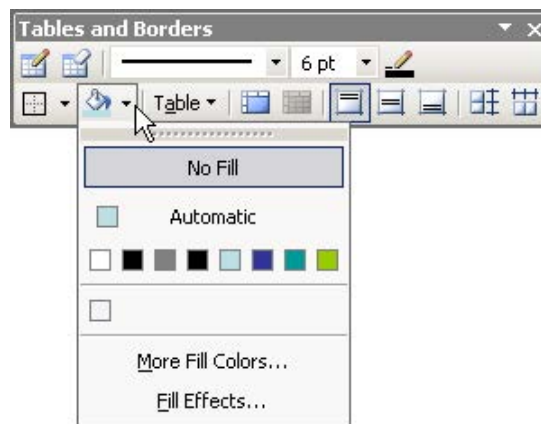 Tables and Borders
6 pt
Table
No Fill
Automatic
More Fill Colors...
Fill Effects...